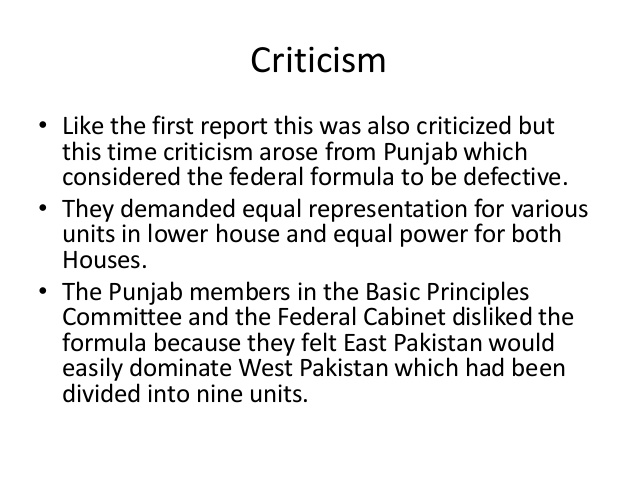 Criticism
• Like the first report this was also criticized but
this time criticism arose from Punjab which
considered the federal formula to be defective.
• They demanded equal representation for various
units in lower house and equal power for both
Houses.
• The Punjab members in the Basic Principles
Committee and the Federal Cabinet disliked the
formula because they felt East Pakistan would
easily dominate West Pakistan which had been
divided into nine units.